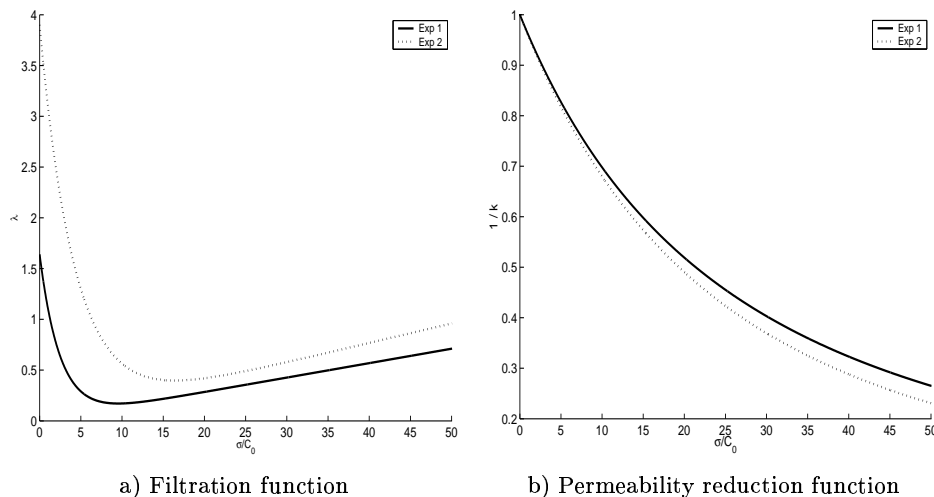 4
3.5
3
2.5
2
1.5
1
0.5
0
λ
0 5 10 15 20 25 30 35 40 45 50
σ/C0
Exp 1
Exp 2
a) Filtration function
1
0.9
0.8
0.7
0.6
0.5
0.4
0.3
0.2
1 / k
0 5 10 15 20 25 30 35 40 45 50
σ/C0
Exp 1
Exp 2
b) Permeability reduction function